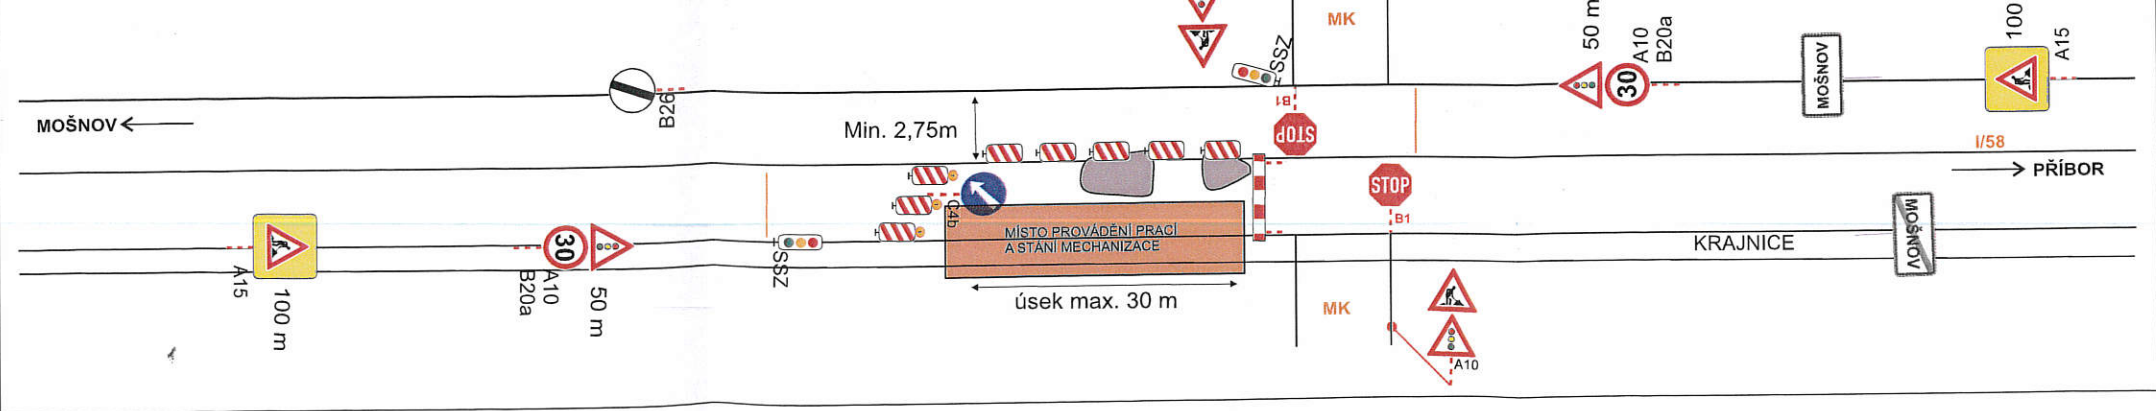 MK
50 m
A10
B20a
100
A15
SSZ
30
MOŠNOV
B26
B1
MOŠNOV
Min. 2,75m
STOP
I/58
PŘÍBOR
STOP
B1
C4b
MÍSTO PROVÁDĚNÍ PRACÍ
A STÁNÍ MECHANIZACE
KRAJNICE
MOŠNOV
30
SSZ
A15
100 m
A10
B20a
50 m
úsek max. 30 m
MK
A10